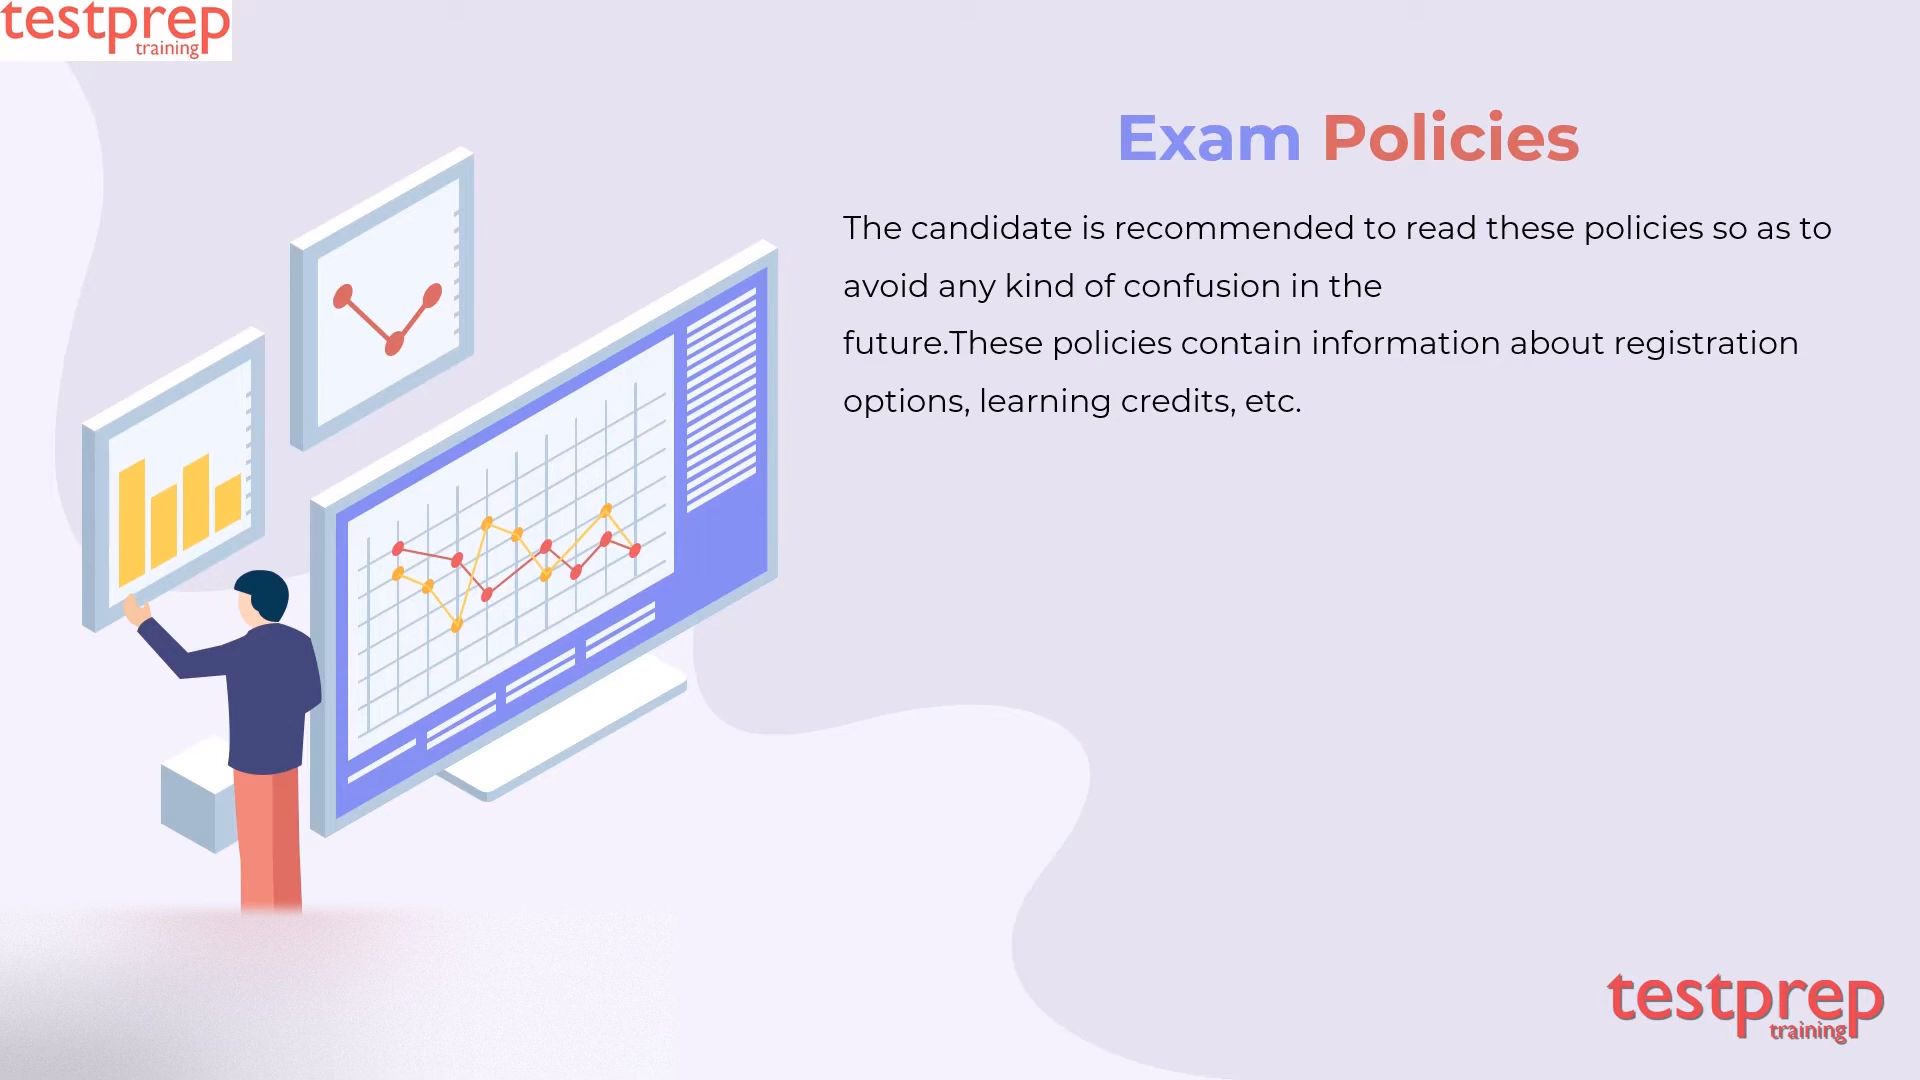 testprep
training
Exam Policies
The candidate is recommended to read these policies so as to
avoid any kind of confusion in the
future.These policies contain information about registration
options, learning credits, etc.
testprep
training